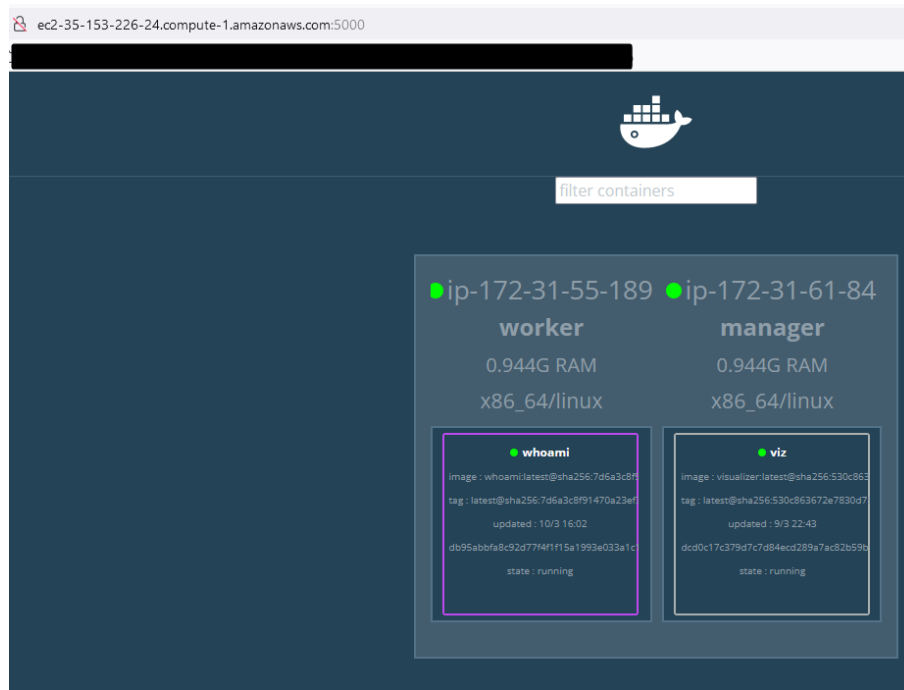 ec2-35-153-226-24.compute-1.amazonaws.com:5000
filter containers
ip-172-31-55-189
worker
0.944G RAM
x86_64/linux
whoami
image : whoami:latest@sha256:7d6a3c8f9
tag : latest@sha256:7d6a3c8f91470a23ef
updated : 10/3 16:02
db95abbfa8c92d77f4f1f15a1993e033a1c1
state : running
ip-172-31-61-84
manager
0.944G RAM
x86_64/linux
viz
image : visualizer:latest@sha256:530c863
tag : latest@sha256:530c863672e7830d7
updated : 9/3 22:43
dcd0c17c379d7c7d84ecd289a7ac82b59b
state : running